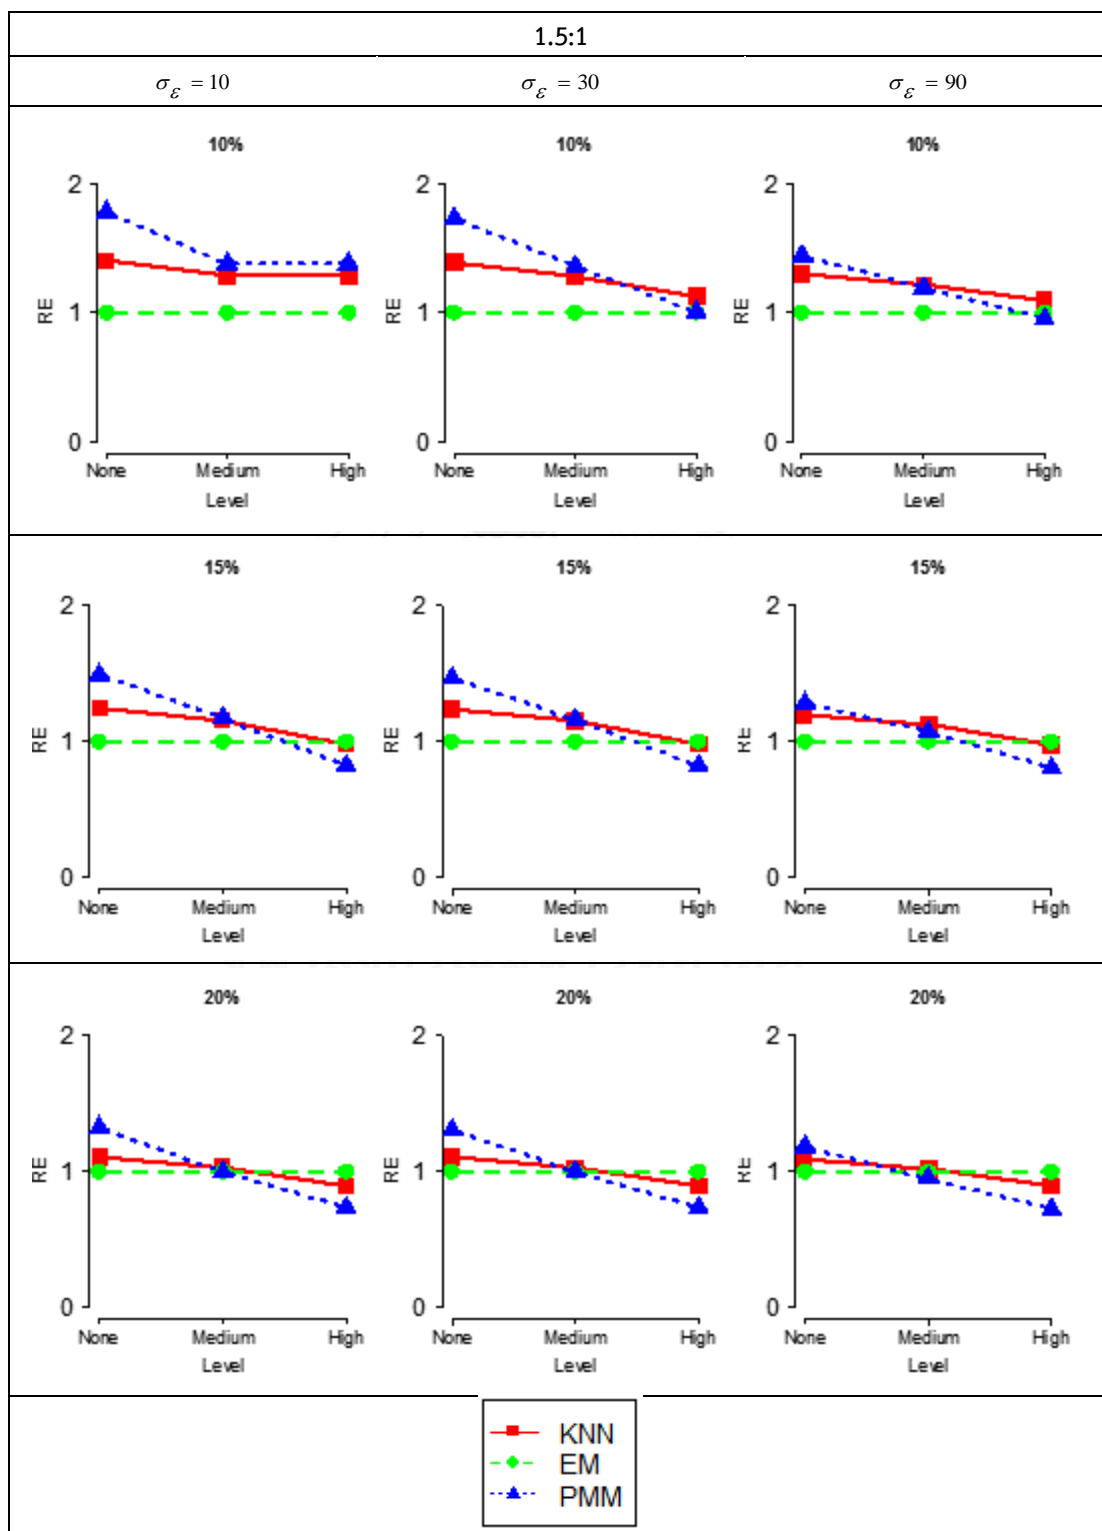 1.5:1
σε = 10 σε = 30 σε = 90
10% 10% 10%
2 2 2
RE 1 RE 1 RE 1
0 0 0
None Medium High None Medium High None Medium High
Level Level Level
15% 15% 15%
2 2 2
RE 1 RE 1 RE 1
0 0 0
None Medium High None Medium High None Medium High
Level Level Level
20% 20% 20%
2 2 2
RE 1 RE 1 RE 1
0 0 0
None Medium High None Medium High None Medium High
Level Level Level
KNN
EM
PMM